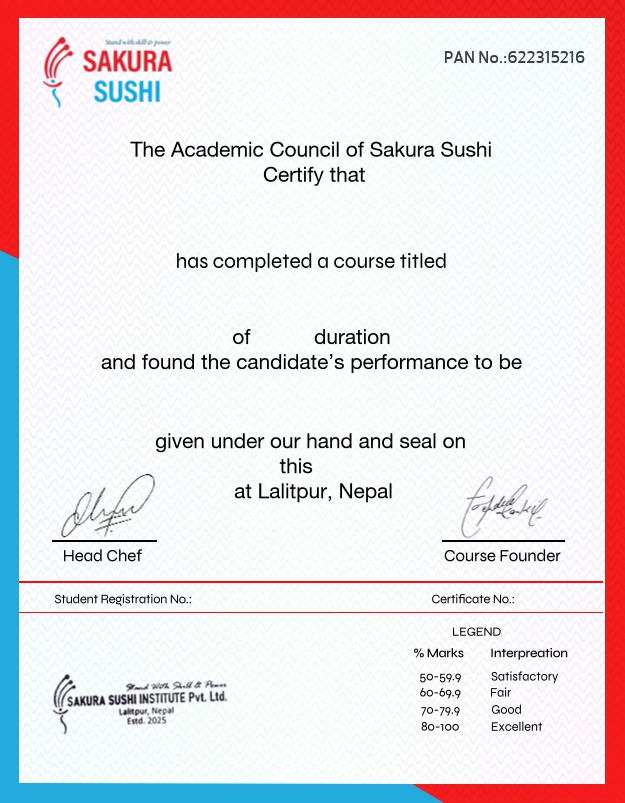 Stand with skill & power
SAKURA
SUSHI
PAN No.:622315216
The Academic Council of Sakura Sushi
Certify that
has completed a course titled
of duration
and found the candidate's performance to be
given under our hand and seal on
this
at Lalitpur, Nepal
Head Chef
Course Founder
Student Registration No.:
Certificate No.:
LEGEND
% Marks Interpreation
50-59.9 Satisfactory
60-69.9 Fair
70-79.9 Good
80-100 Excellent
Stand With Skill & Power
SAKURA SUSHI INSTITUTE Pvt. Ltd.
Lalitpur, Nepal
Estd. 2025